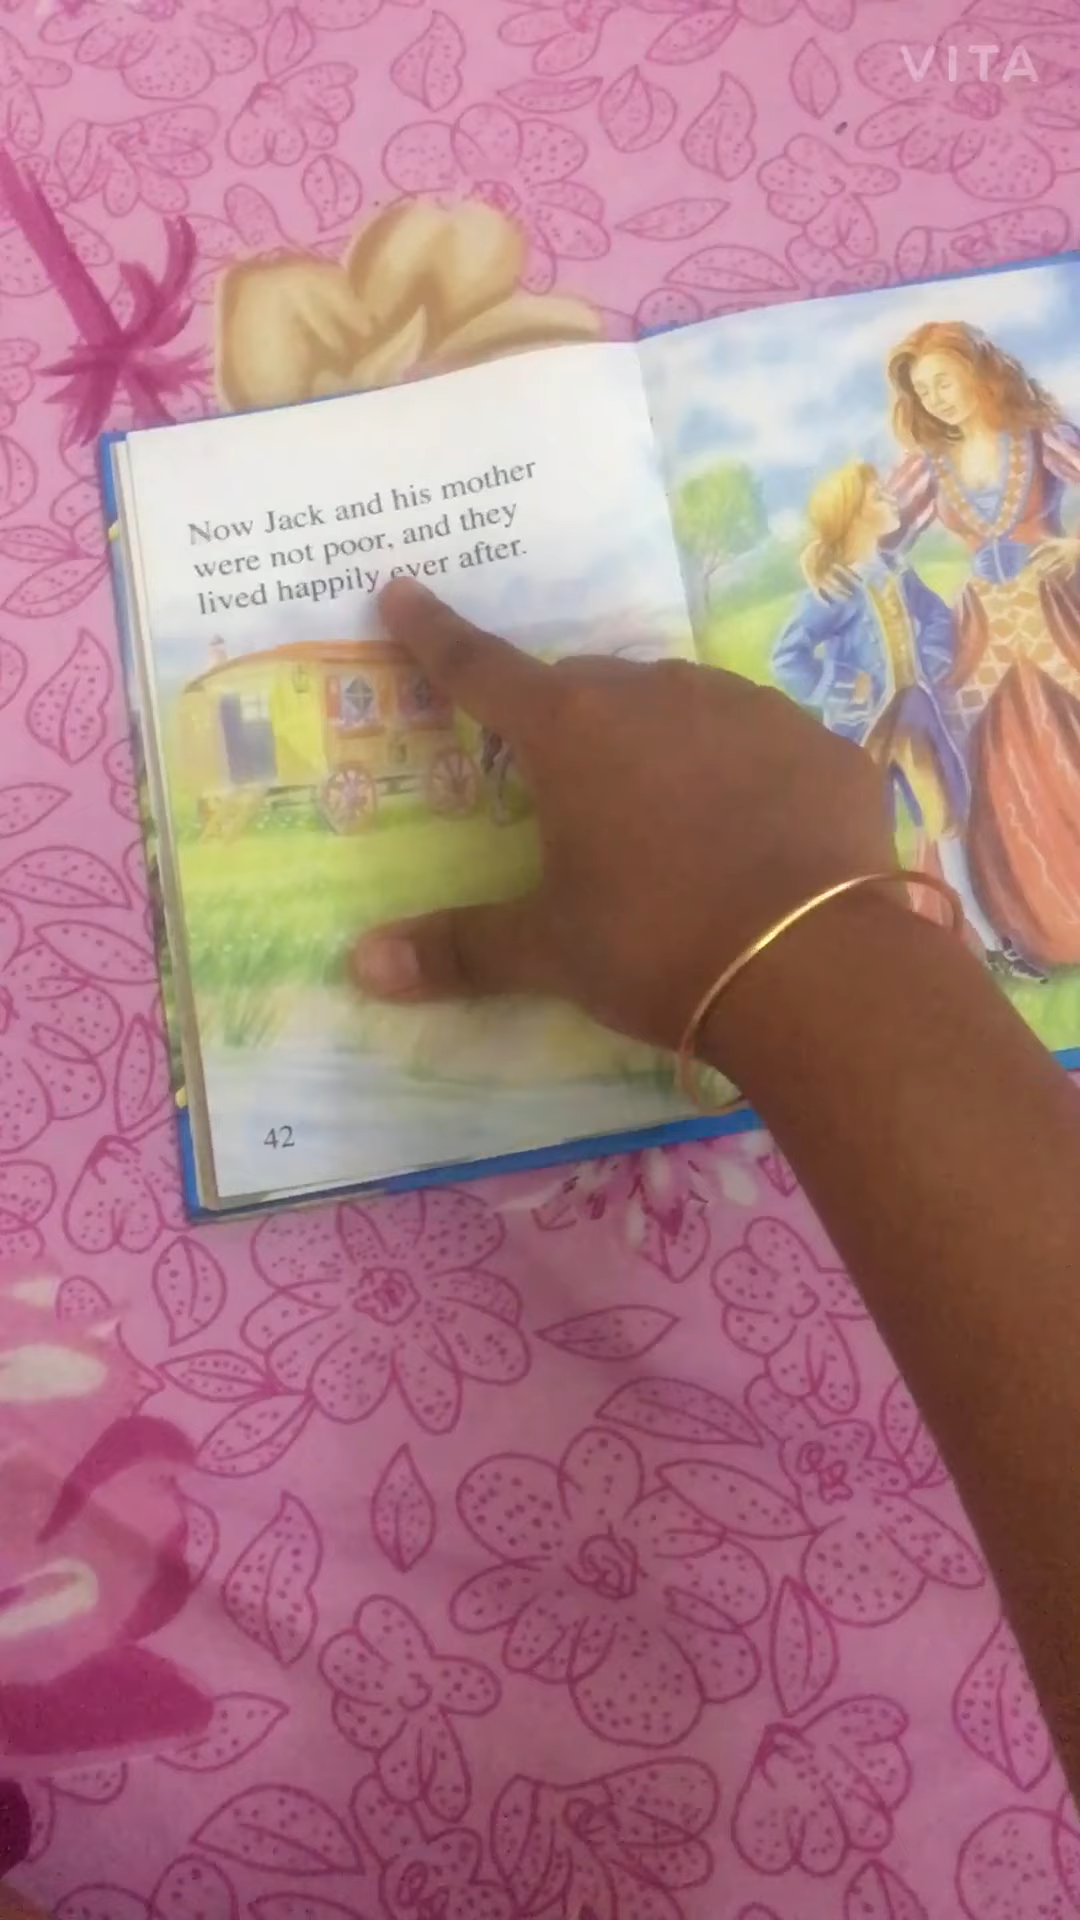 VITA
Now Jack and his mother
were not poor, and they
lived happily ever after.
42